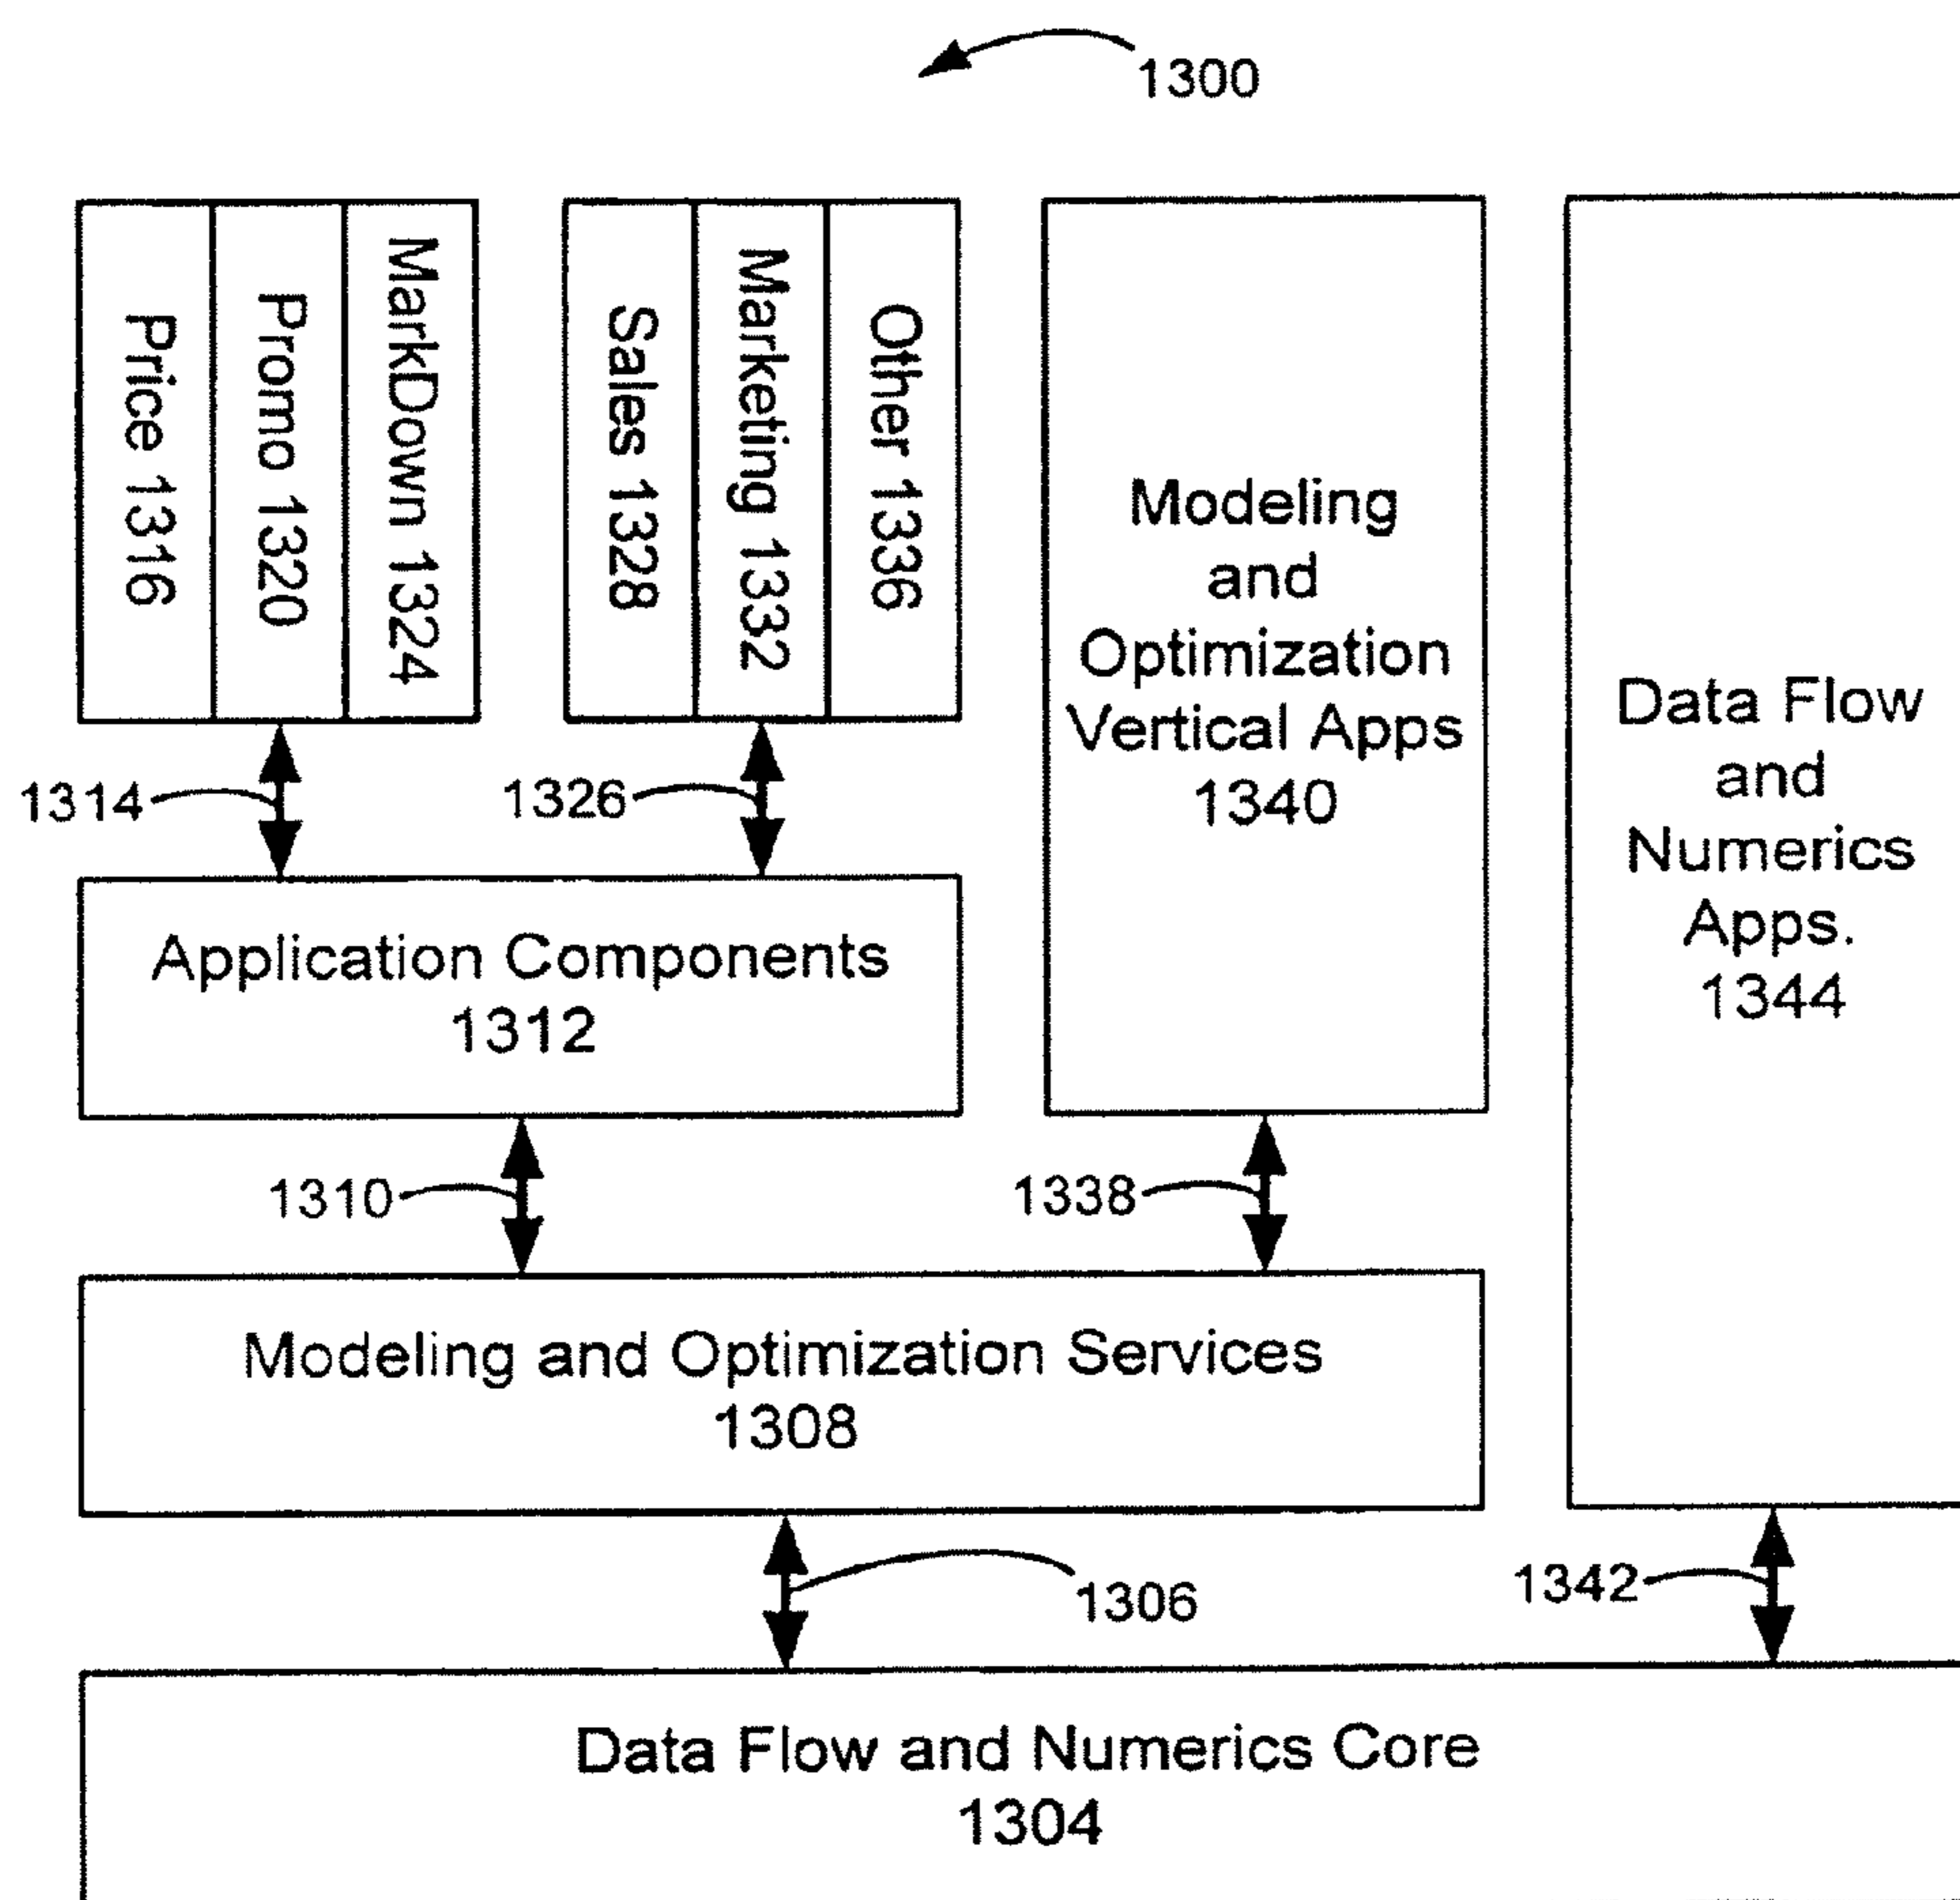 1300
Price 1316
Promo 1320
MarkDown 1324
Sales 1328
Marketing 1332
Other 1336
Modeling
and
Optimization
Vertical Apps
1340
Data Flow
and
Numerics
Apps.
1344
1314
1326
Application Components
1312
1310
1338
Modeling and Optimization Services
1308
1306
1342
Data Flow and Numerics Core
1304